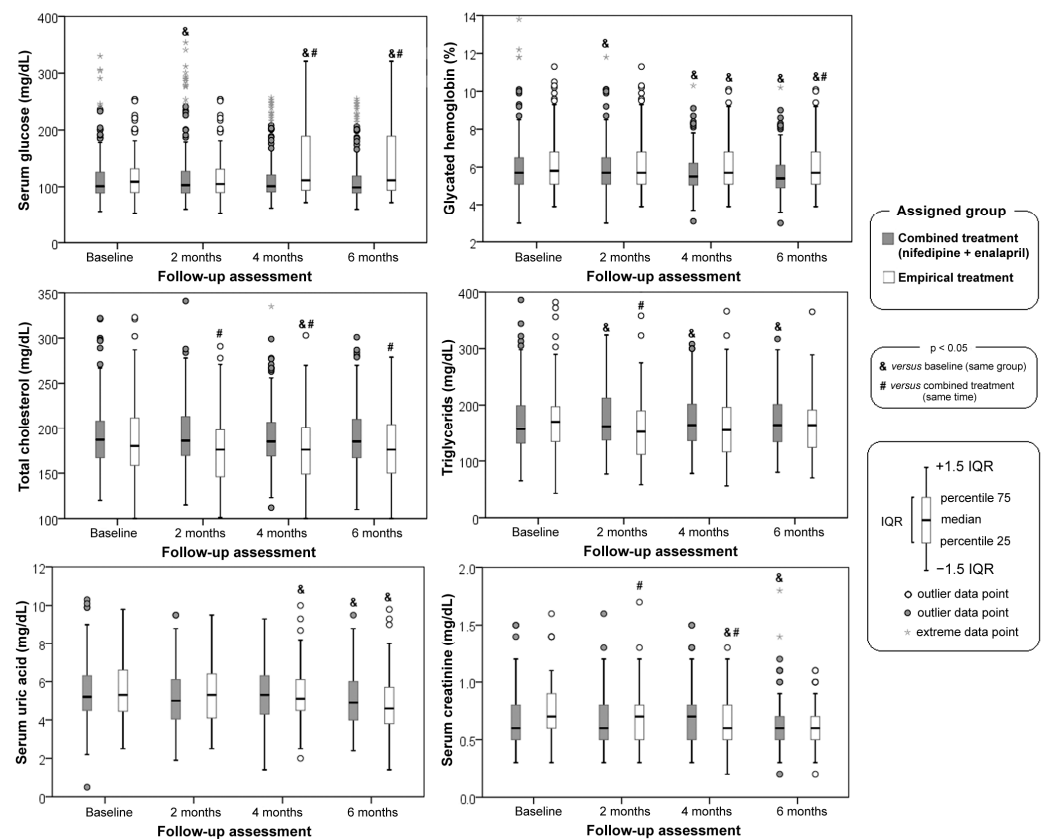 Serum glucose (mg/dL)
400
300
200
100
0
&
& #
& #
Baseline 2 months 4 months 6 months
Follow-up assessment
Glycated hemoglobin (%)
14
12
10
8
6
4
2
&
&
&
&
& #
Baseline 2 months 4 months 6 months
Follow-up assessment
Total cholesterol (mg/dL)
350
300
250
200
150
100
#
& #
#
Baseline 2 months 4 months 6 months
Follow-up assessment
Triglycerids (mg/dL)
400
300
200
100
0
&
#
&
&
Baseline 2 months 4 months 6 months
Follow-up assessment
Serum uric acid (mg/dL)
12
10
8
6
4
2
0
&
&
&
Baseline 2 months 4 months 6 months
Follow-up assessment
Serum creatinine (mg/dL)
2.0
1.5
1.0
0.5
0.0
#
& #
&
Baseline 2 months 4 months 6 months
Follow-up assessment
Assigned group
Combined treatment
(nifedipine + enalapril)
Empirical treatment
p < 0.05
& versus baseline (same group)
# versus combined treatment
(same time)
+1.5 IQR
percentile 75
IQR
median
percentile 25
−1.5 IQR
outlier data point
outlier data point
extreme data point